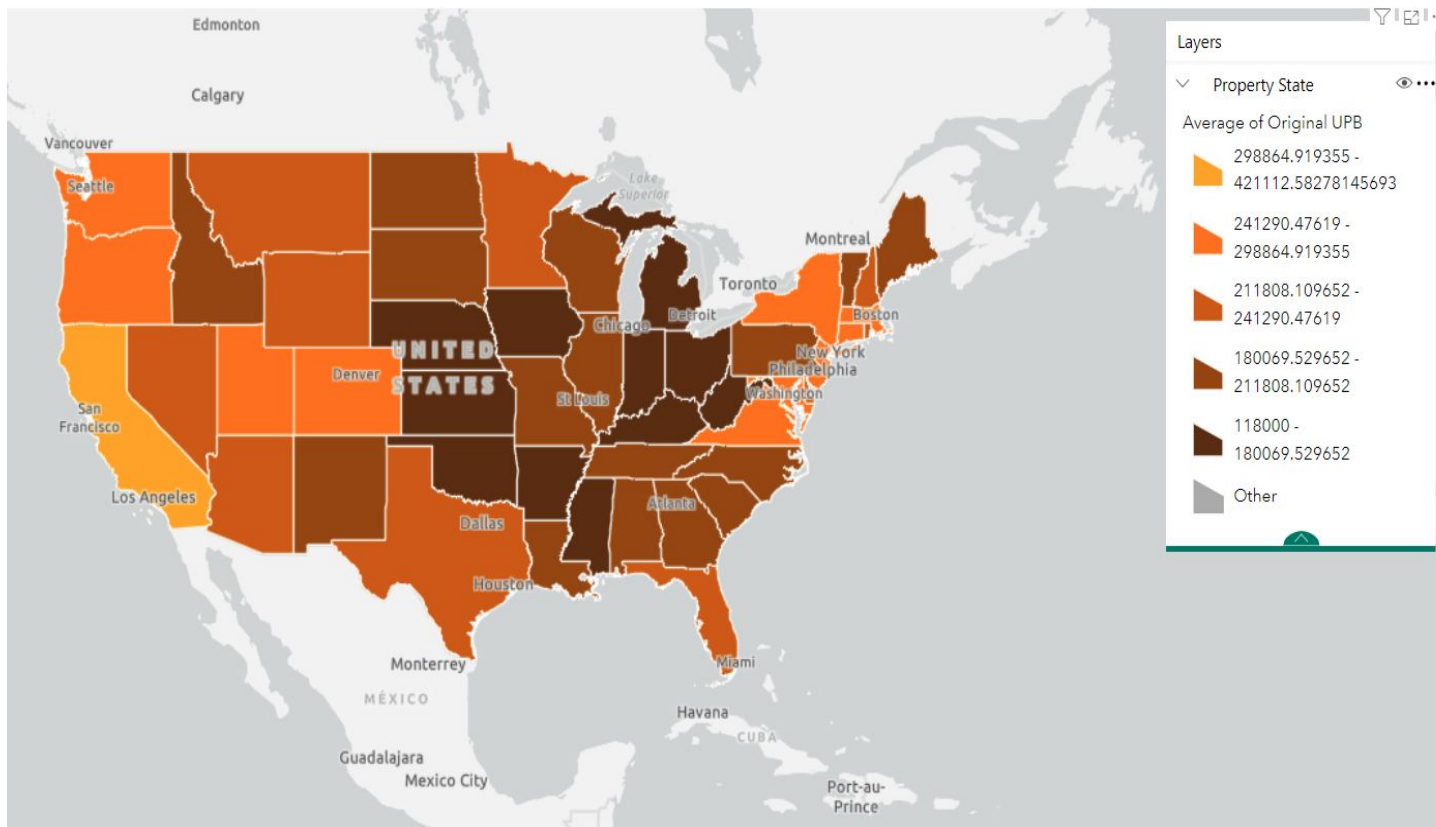 Edmonton
Calgary
Vancouver
Seattle
Lake
Superior
Montreal
Toronto
Boston
Detroit
Chicago
New York
Philadelphia
UNITED
STATES
Denver
Washington
St Louis
San
Francisco
Los Angeles
Atlanta
Dallas
Houston
Miami
Monterrey
MÉXICO
Havana
CUBA
Guadalajara
Mexico City
Port-au-
Prince
Layers
Property State
Average of Original UPB
298864.919355 -
421112.58278145693
241290.47619 -
298864.919355
211808.109652 -
241290.47619
180069.529652 -
211808.109652
118000 -
180069.529652
Other